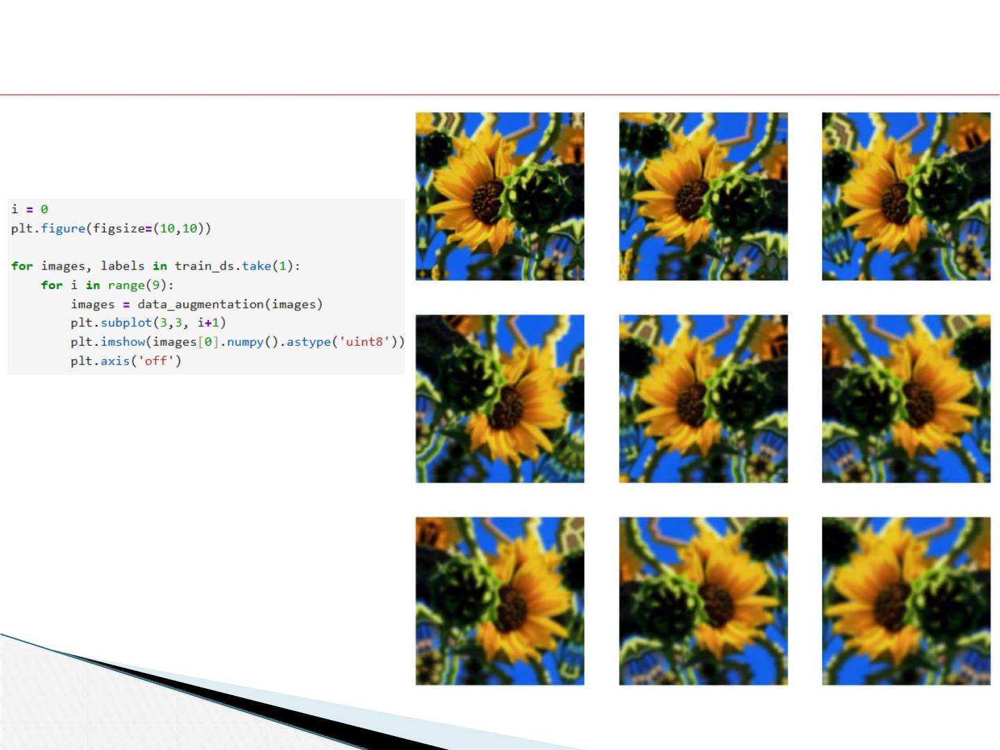 i = 0
plt.figure(figsize=(10,10))
for images, labels in train_ds.take(1):
    for i in range(9):
        images = data_augmentation(images)
        plt.subplot(3,3, i+1)
        plt.imshow(images[0].numpy().astype('uint8'))
        plt.axis('off')